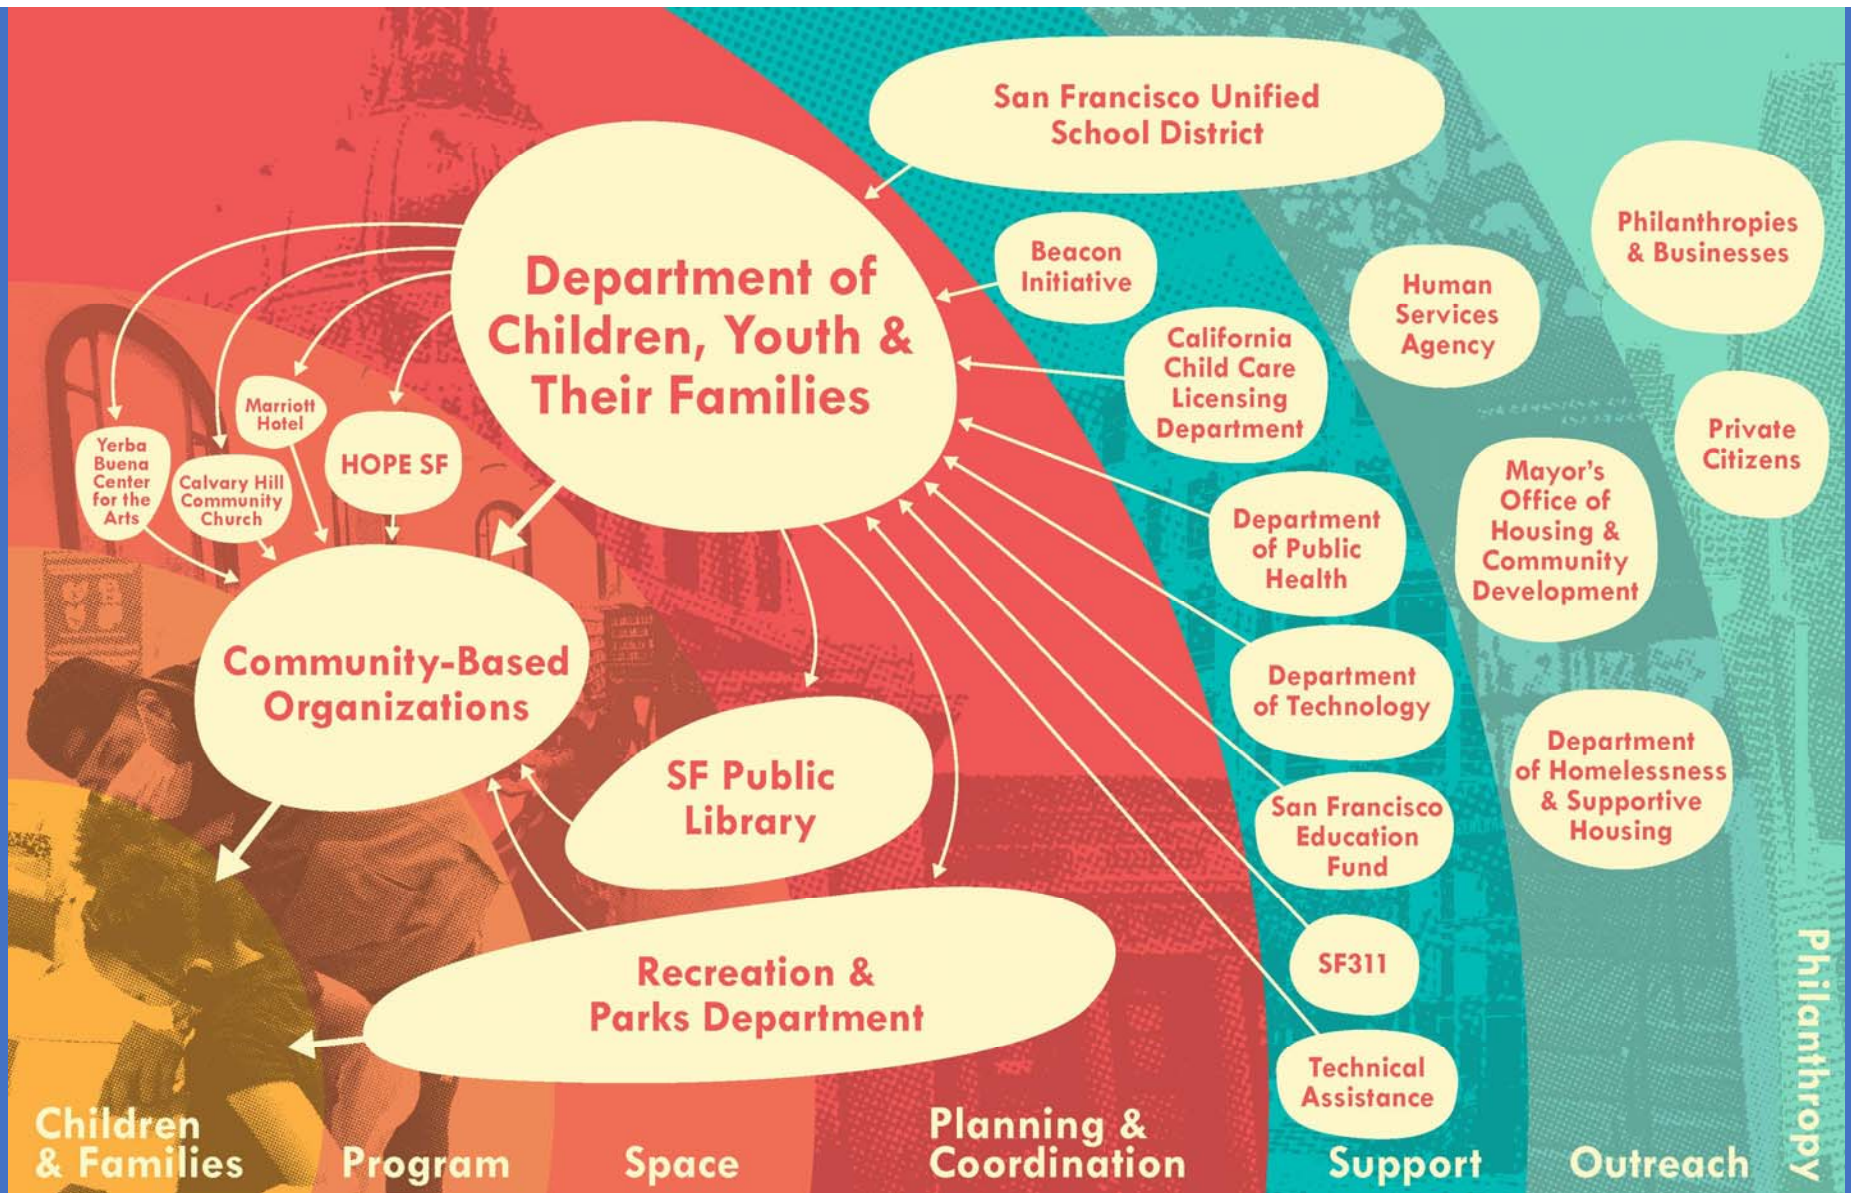 San Francisco Unified
School District
Department of
Children, Youth &
Their Families
Beacon
Initiative
California
Child Care
Licensing
Department
Department
of Public
Health
Department
of Technology
San Francisco
Education
Fund
SF311
Technical
Assistance
Human
Services
Agency
Mayor's
Office of
Housing &
Community
Development
Department
of Homelessness
& Supportive
Housing
Philanthropies
& Businesses
Private
Citizens
Yerba
Buena
Center
for the
Arts
Calvary Hill
Community
Church
Marriott
Hotel
HOPE SF
Community-Based
Organizations
SF Public
Library
Recreation &
Parks Department
Children
& Families
Program
Space
Planning &
Coordination
Support
Outreach
Philanthropy